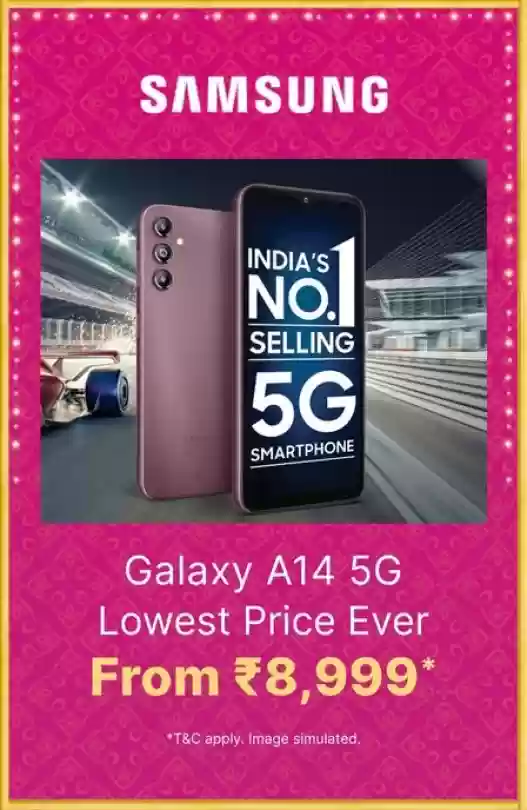 SAMSUNG
INDIA'S
NO.1
SELLING
5G
SMARTPHONE
Galaxy A14 5G
Lowest Price Ever
From ₹8,999*
*T&C apply. Image simulated.